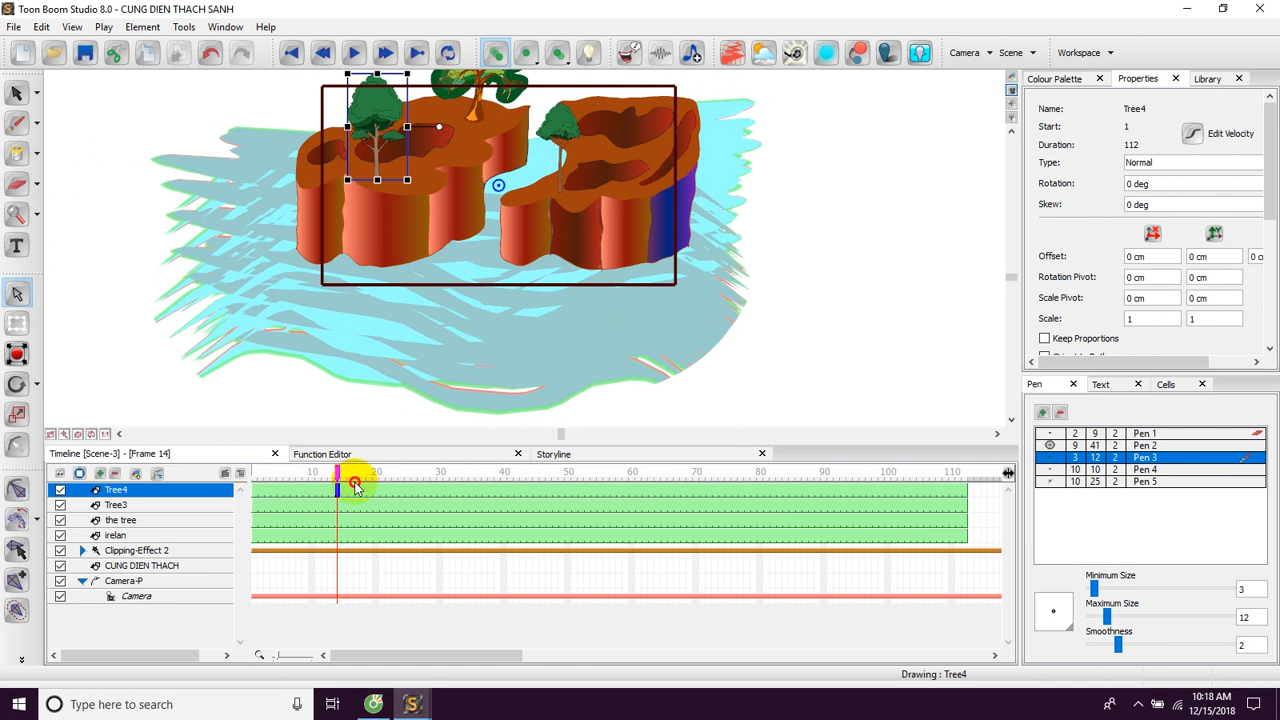 Toon Boom Studio 8.0 - CUNG DIEN THACH SANH
File Edit View Play Element Tools Window Help
Camera Scene Workspace
Colour Palette Properties Library
Name: Tree4
Start: 1
Duration: 112
Edit Velocity
Type: Normal
Rotation: 0 deg
Skew: 0 deg
Offset: 0 cm 0 cm 0 c
Rotation Pivot: 0 cm 0 cm
Scale Pivot: 0 cm 0 cm
Scale: 1 1
Keep Proportions
Pen Text Cells
2 9 2 Pen 1
9 41 2 Pen 2
3 12 2 Pen 3
10 10 2 Pen 4
10 25 2 Pen 5
Minimum Size
3
Maximum Size
12
Smoothness
2
Timeline [Scene-3] - [Frame 14] Function Editor Storyline
10 20 30 40 50 60 70 80 90 100 110
Tree4
Tree3
the tree
irelan
Clipping-Effect 2
CUNG DIEN THACH
Camera-P
Camera
Drawing : Tree4
Type here to search
10:18 AM
12/15/2018